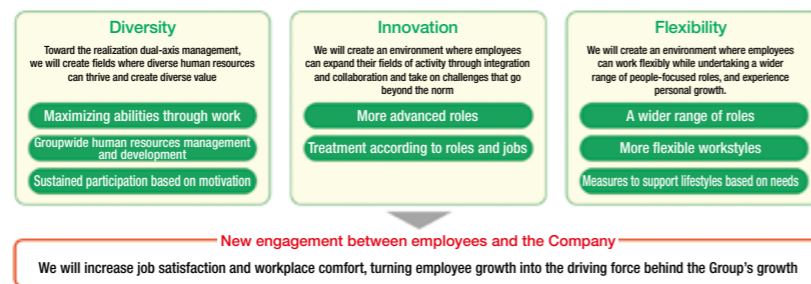 Diversity
Toward the realization dual-axis management,
we will create fields where diverse human resources
can thrive and create diverse value
Maximizing abilities through work
Groupwide human resources management
and development
Sustained participation based on motivation
Innovation
We will create an environment where employees
can expand their fields of activity through integration
and collaboration and take on challenges that go
beyond the norm
More advanced roles
Treatment according to roles and jobs
Flexibility
We will create an environment where employees
can work flexibly while undertaking a wider
range of people-focused roles, and experience
personal growth.
A wider range of roles
More flexible workstyles
Measures to support lifestyles based on needs
New engagement between employees and the Company
We will increase job satisfaction and workplace comfort, turning employee growth into the driving force behind the Group's growth